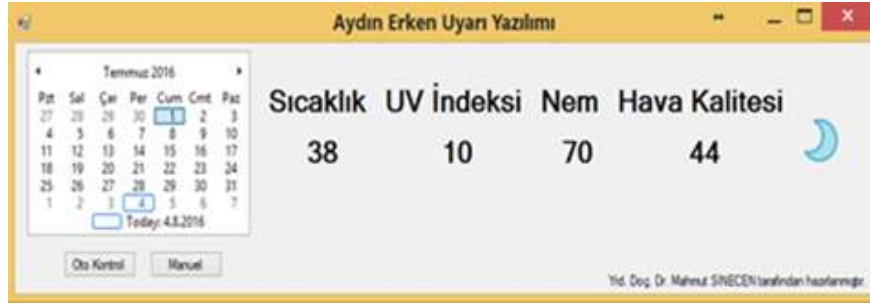 Aydın Erken Uyarı Yazılımı
Temmuz 2016
Pzt Sal Çar Per Cum Cmt Paz
27 28 29 30 1 2 3
4 5 6 7 8 9 10
11 12 13 14 15 16 17
18 19 20 21 22 23 24
25 26 27 28 29 30 31
1 2 3 4 5 6 7
Today: 4.8.2016
Oto Kontrol Manuel
Sıcaklık UV İndeksi Nem Hava Kalitesi
38 10 70 44
Yrd. Doç. Dr. Mahmut SİNECEN tarafından hazırlanmıştır.